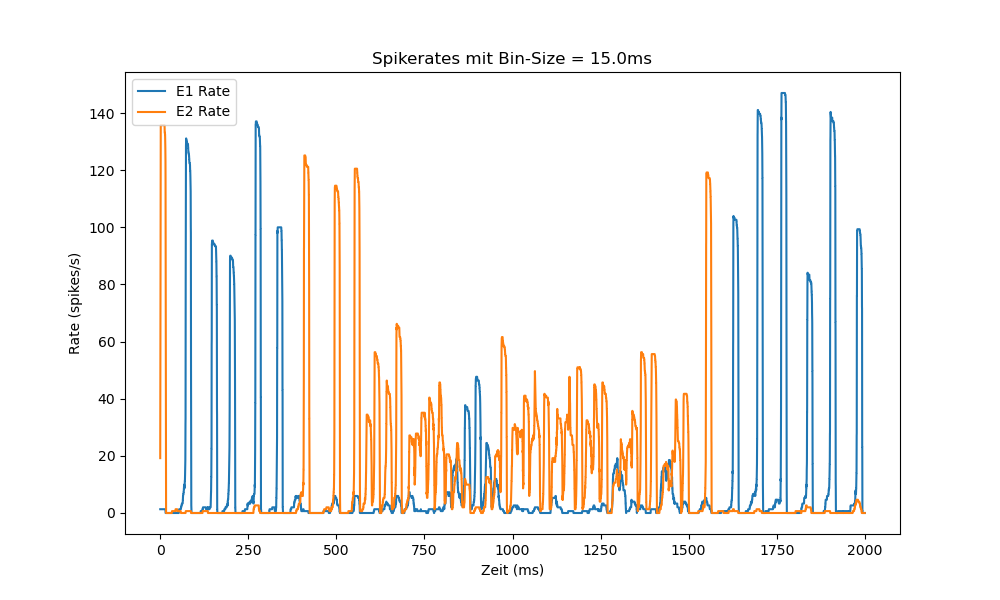 Spikerates mit Bin-Size = 15.0ms
E1 Rate
E2 Rate
140
120
100
80
60
40
20
0
Rate (spikes/s)
0 250 500 750 1000 1250 1500 1750 2000
Zeit (ms)